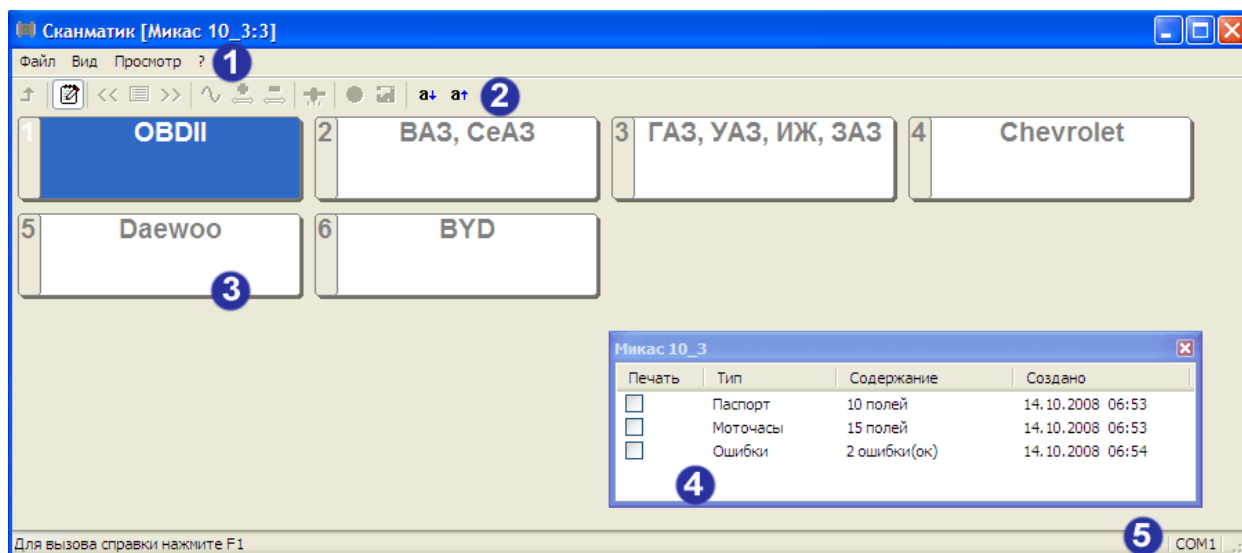 Сканматик [Микас 10_3:3]
Файл Вид Просмотр ? 1
<< >> a↓ a↑ 2
1 OBDII 2 ВАЗ, СеАЗ 3 ГАЗ, УАЗ, ИЖ, ЗАЗ 4 Chevrolet
5 Daewoo 6 BYD
3
Микас 10_3
Печать Тип Содержание Создано
Паспорт 10 полей 14.10.2008 06:53
Моточасы 15 полей 14.10.2008 06:53
Ошибки 2 ошибки(ок) 14.10.2008 06:54
4
Для вызова справки нажмите F1 5 COM1